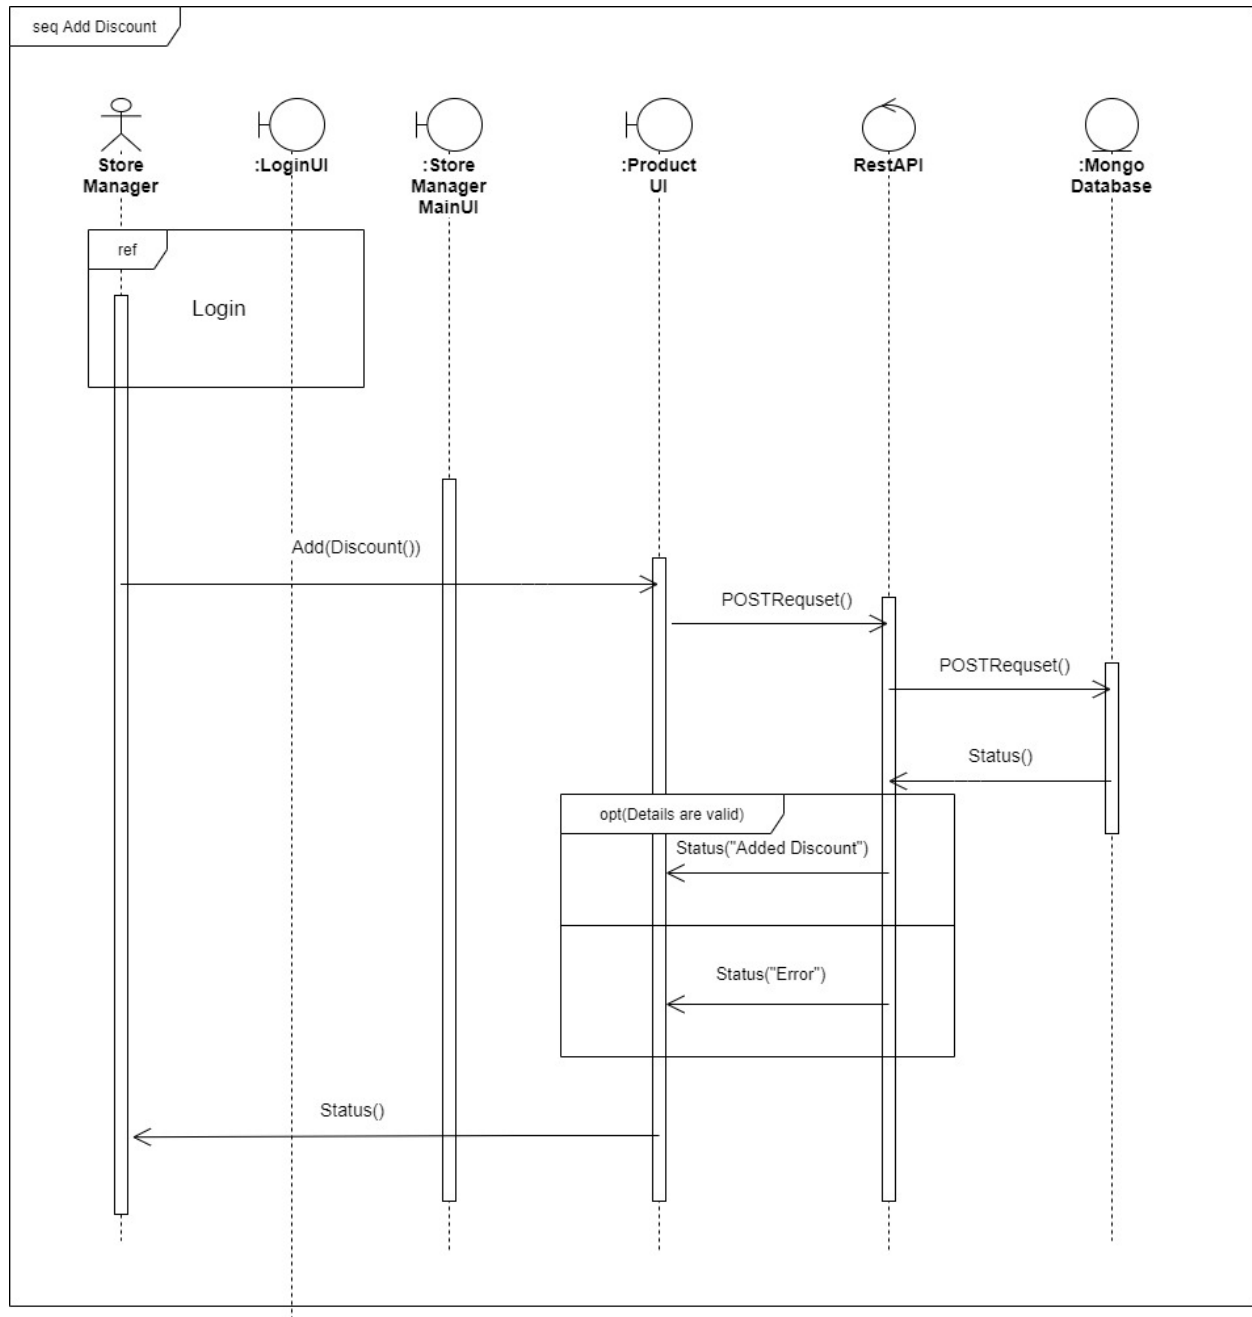 seq Add Discount
Store
Manager
:LoginUI
:Store
Manager
MainUI
:Product
UI
RestAPI
:Mongo
Database
ref
Login
Add(Discount())
POSTRequset()
POSTRequset()
Status()
opt(Details are valid)
Status("Added Discount")
Status("Error")
Status()